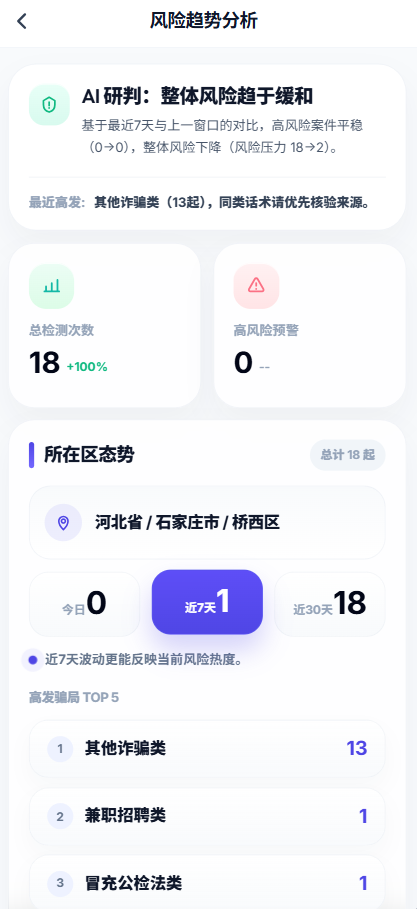 风险趋势分析
AI 研判：整体风险趋于缓和
基于最近7天与上一窗口的对比，高风险案件平稳
（0→0），整体风险下降（风险压力 18→2）。
最近高发: 其他诈骗类（13起），同类话术请优先核验来源。
总检测次数
18 +100%
高风险预警
0 --
所在区态势
总计 18 起
河北省 / 石家庄市 / 桥西区
今日0
近7天1
近30天18
近7天波动更能反映当前风险热度。
高发骗局 TOP 5
1 其他诈骗类 13
2 兼职招聘类 1
3 冒充公检法类 1